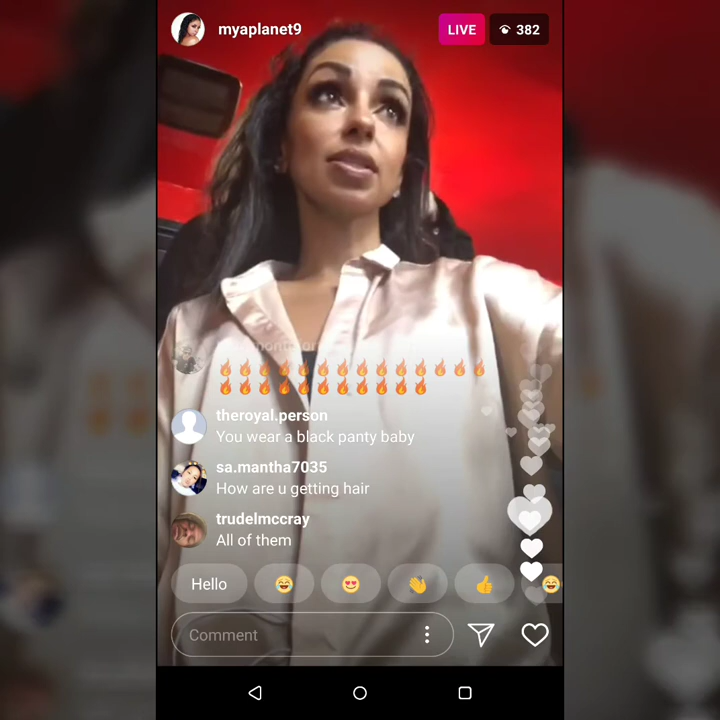 myaplanet9
LIVE
382
🔥🔥🔥🔥🔥🔥🔥🔥🔥🔥🔥🔥🔥🔥
🔥🔥🔥🔥🔥🔥🔥🔥🔥🔥🔥
theroyal.person
You wear a black panty baby
sa.mantha7035
How are u getting hair
trudelmccray
All of them
Hello
Comment